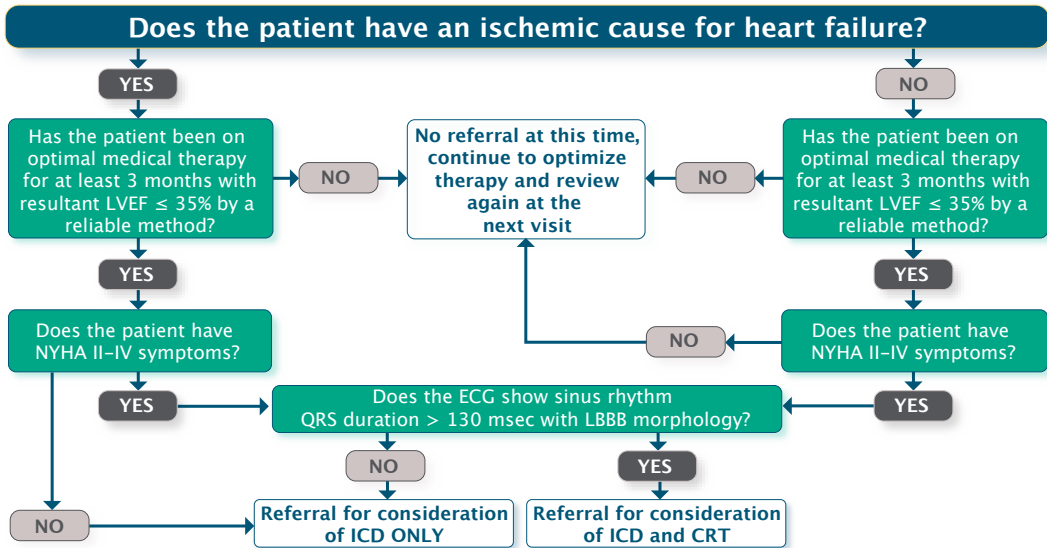 Does the patient have an ischemic cause for heart failure?
YES
NO
Has the patient been on
optimal medical therapy
for at least 3 months with
resultant LVEF ≤ 35% by a
reliable method?
NO
No referral at this time,
continue to optimize
therapy and review
again at the
next visit
NO
Has the patient been on
optimal medical therapy
for at least 3 months with
resultant LVEF ≤ 35% by a
reliable method?
YES
YES
Does the patient have
NYHA II–IV symptoms?
NO
Does the patient have
NYHA II–IV symptoms?
YES
Does the ECG show sinus rhythm
QRS duration > 130 msec with LBBB morphology?
YES
NO
YES
NO
Referral for consideration
of ICD ONLY
Referral for consideration
of ICD and CRT